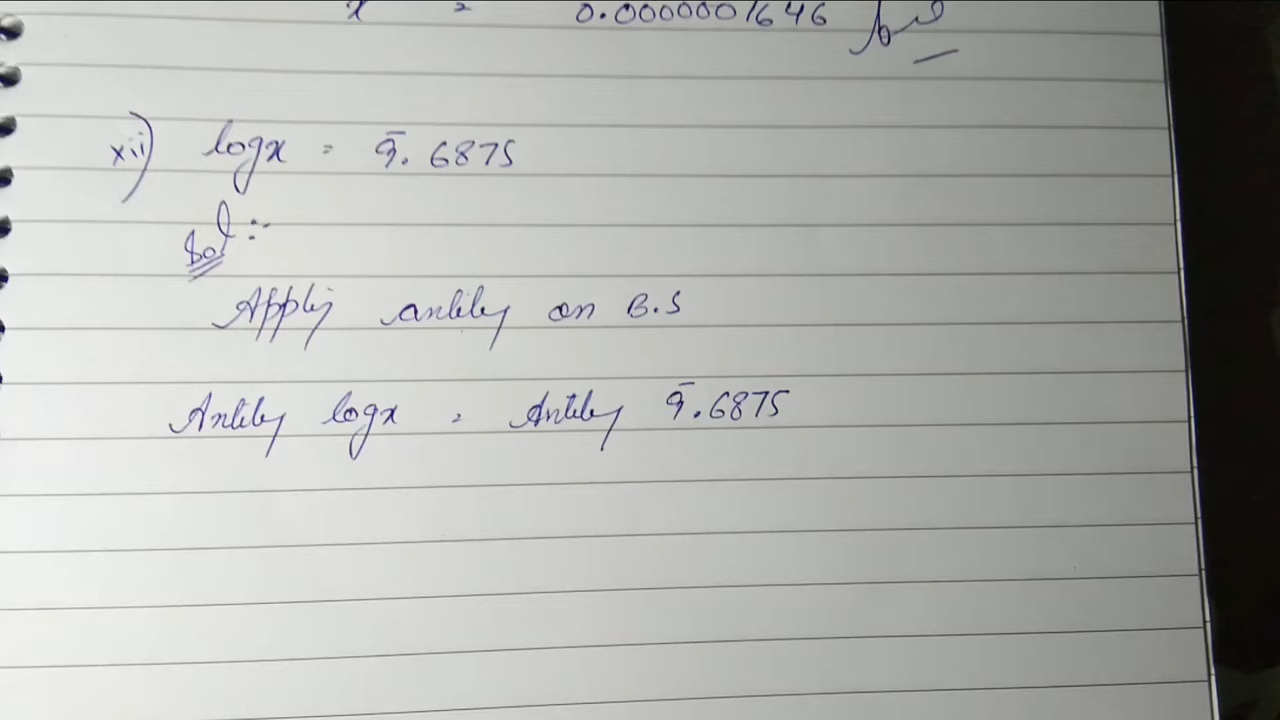 x = 0.0000001646
xii) log x = 9̄.6875
Sol :-
Apply antilog on B.S
Antilog log x = Antilog 9̄.6875